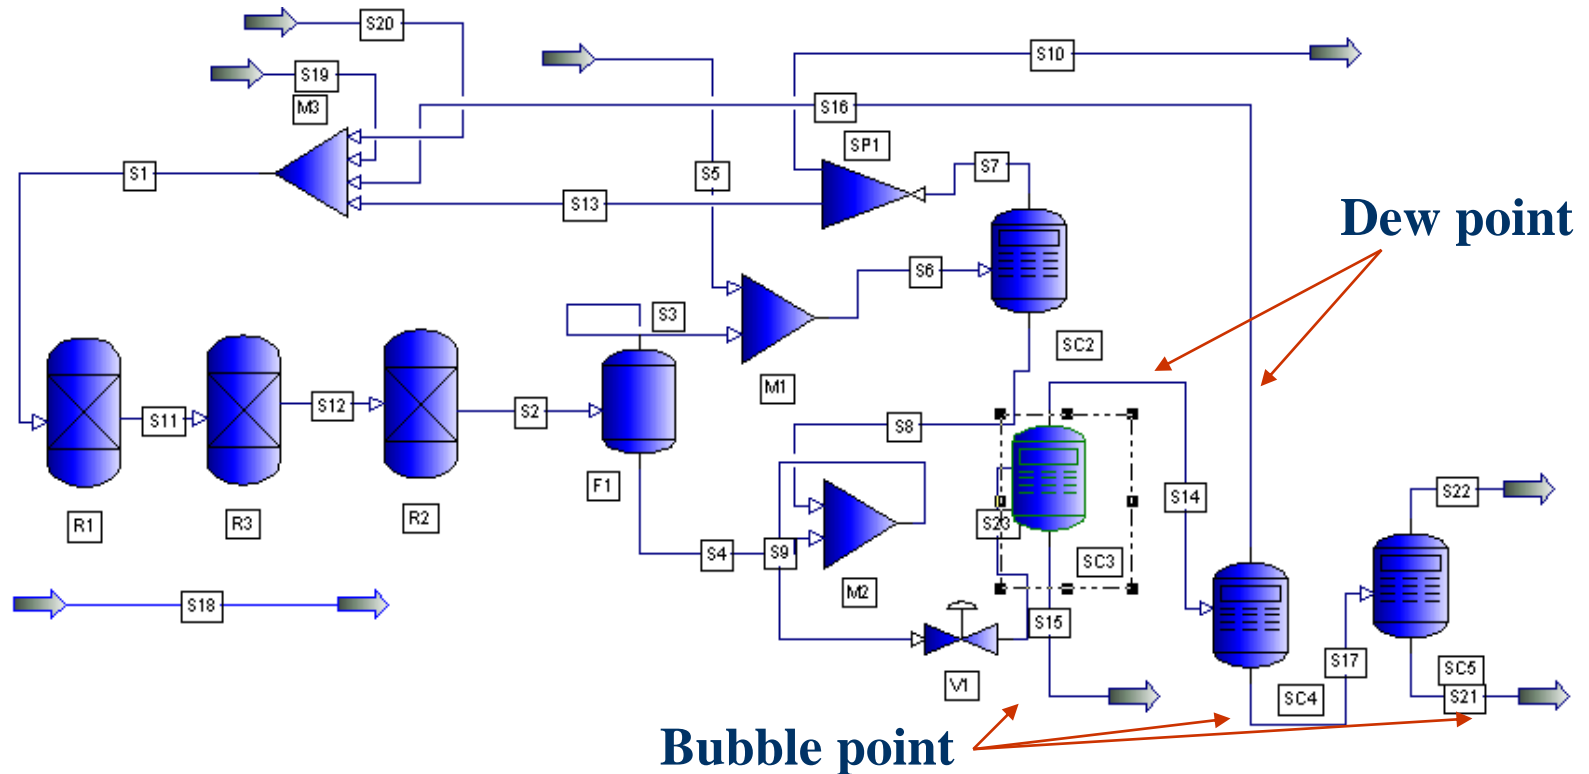 S20
S10
S19
M3
S16
SP1
S7
S1
S5
S13
Dew point
S6
S3
SC2
M1
S11
S12
S2
S8
F1
R1
R3
R2
S14
S22
S23
S4
S9
SC3
M2
S18
S15
S17
SC5
V1
SC4
S21
Bubble point